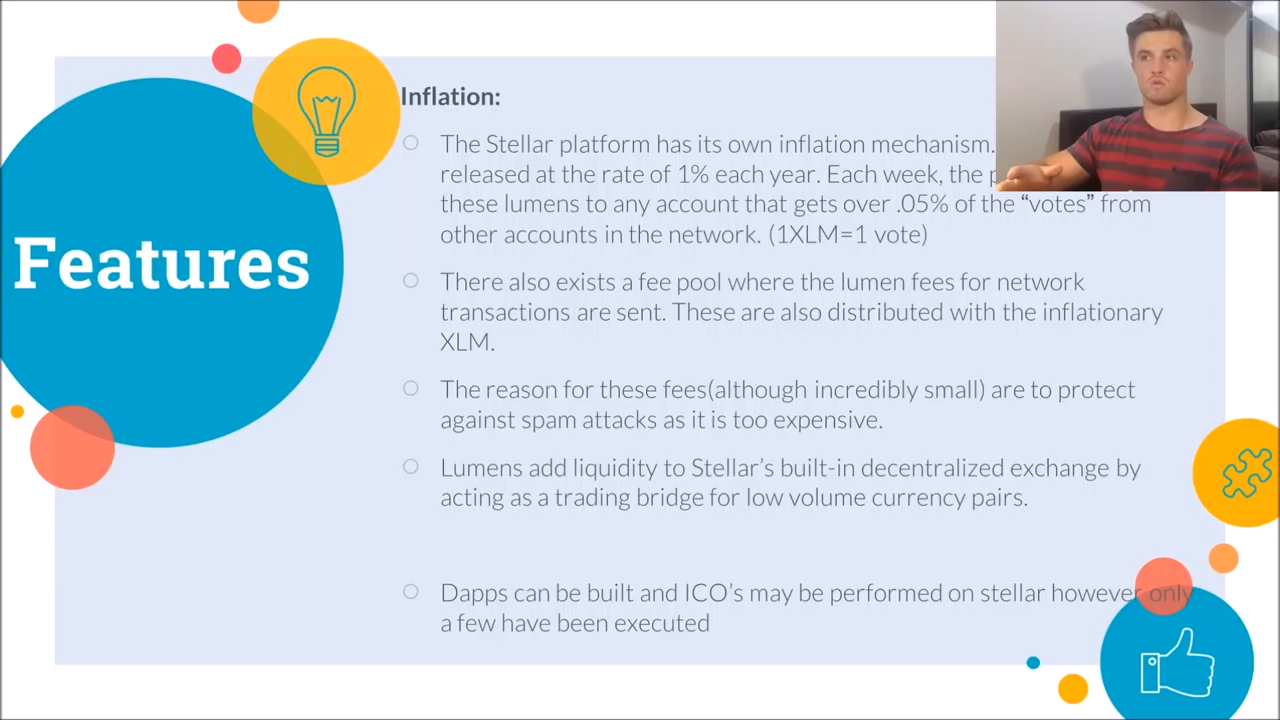 Features
Inflation:
The Stellar platform has its own inflation mechanism.
released at the rate of 1% each year. Each week, the
these lumens to any account that gets over .05% of the “votes” from
other accounts in the network. (1XLM=1 vote)
There also exists a fee pool where the lumen fees for network
transactions are sent. These are also distributed with the inflationary
XLM.
The reason for these fees(although incredibly small) are to protect
against spam attacks as it is too expensive.
Lumens add liquidity to Stellar’s built-in decentralized exchange by
acting as a trading bridge for low volume currency pairs.
Dapps can be built and ICO’s may be performed on stellar however only
a few have been executed